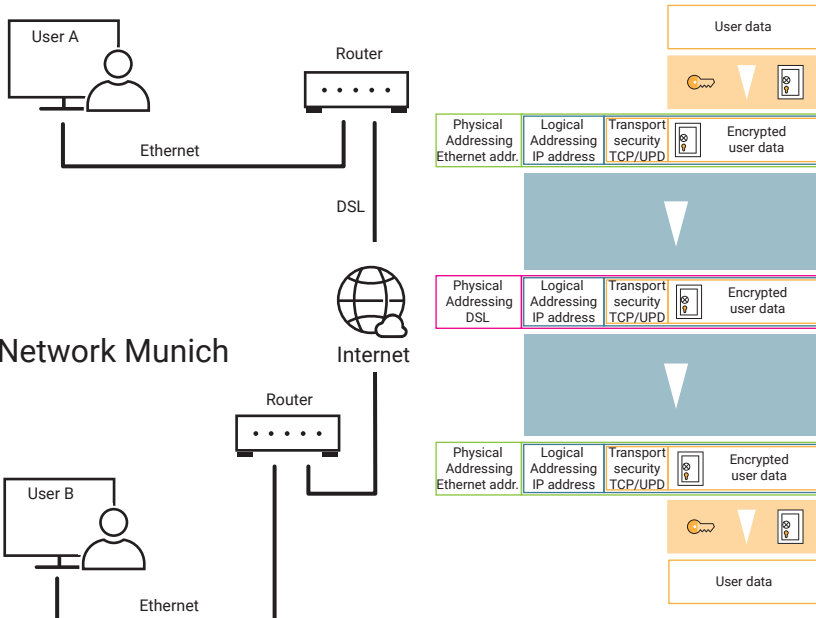 User A
Router
Ethernet
DSL
Network Munich
Internet
Router
User B
Ethernet
User data
Physical
Addressing
Ethernet addr.
Logical
Addressing
IP address
Transport
security
TCP/UPD
Encrypted
user data
Physical
Addressing
DSL
Logical
Addressing
IP address
Transport
security
TCP/UPD
Encrypted
user data
Physical
Addressing
Ethernet addr.
Logical
Addressing
IP address
Transport
security
TCP/UPD
Encrypted
user data
User data